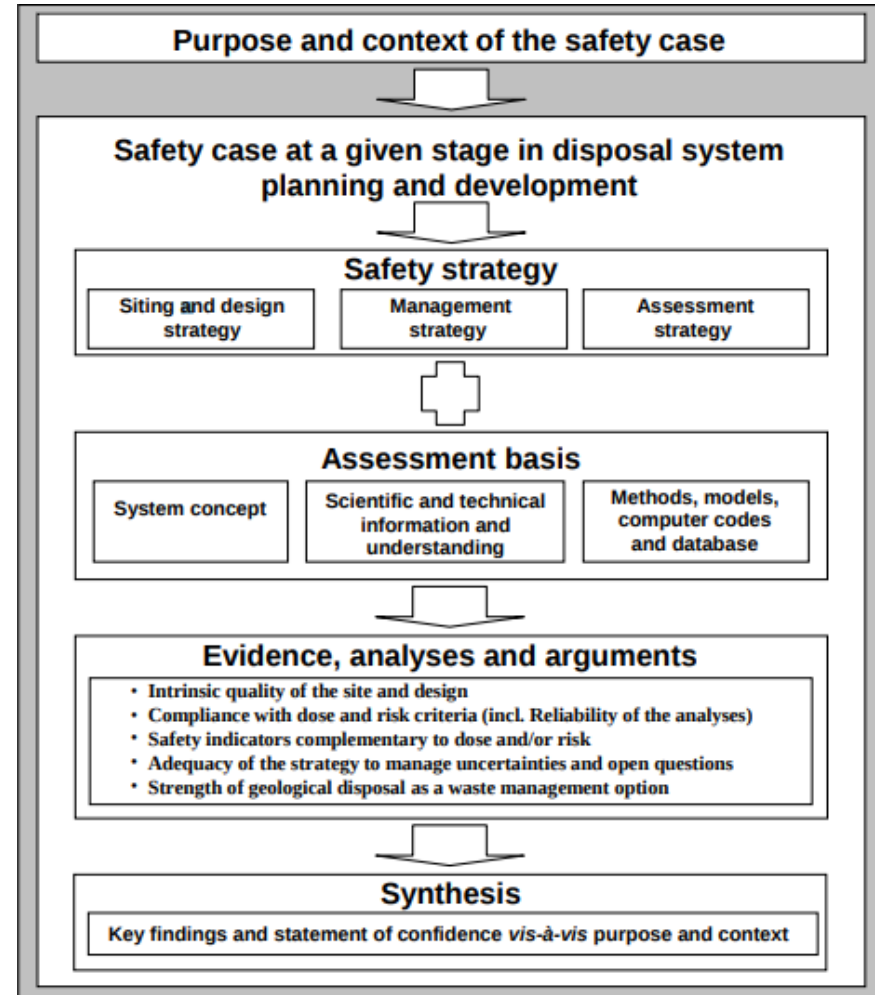 Purpose and context of the safety case
Safety case at a given stage in disposal system
planning and development
Safety strategy
Siting and design
strategy
Management
strategy
Assessment
strategy
Assessment basis
System concept
Scientific and technical
information and
understanding
Methods, models,
computer codes
and database
Evidence, analyses and arguments
• Intrinsic quality of the site and design
• Compliance with dose and risk criteria (incl. Reliability of the analyses)
• Safety indicators complementary to dose and/or risk
• Adequacy of the strategy to manage uncertainties and open questions
• Strength of geological disposal as a waste management option
Synthesis
Key findings and statement of confidence vis-à-vis purpose and context